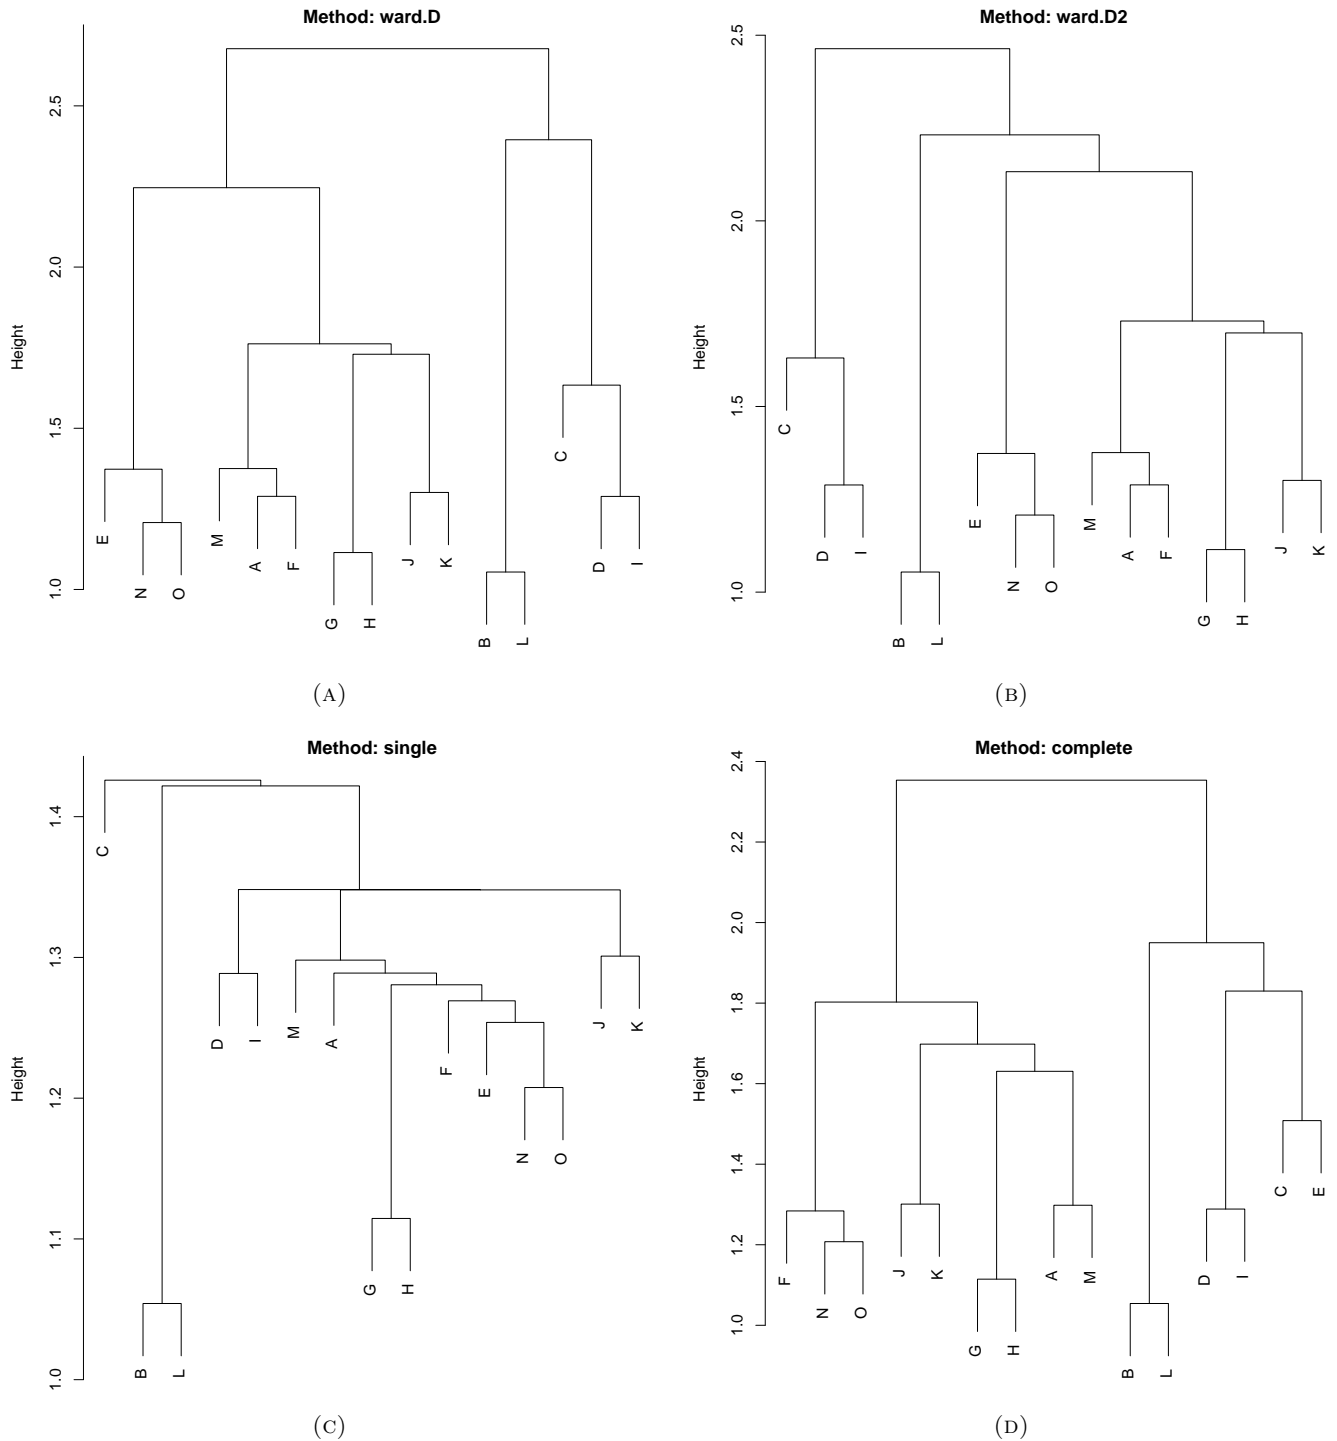 Method: ward.D
Height
2.5
2.0
1.5
1.0
E
N
O
M
A
F
G
H
J
K
B
L
C
D
I
(A)
Method: ward.D2
Height
2.5
2.0
1.5
1.0
C
D
I
B
L
E
N
O
M
A
F
G
H
J
K
(B)
Method: single
Height
1.4
1.3
1.2
1.1
1.0
C
B
L
D
I
M
A
G
H
F
E
N
O
J
K
(C)
Method: complete
Height
2.4
2.2
2.0
1.8
1.6
1.4
1.2
1.0
F
N
O
J
K
G
H
A
M
B
L
D
I
C
E
(D)